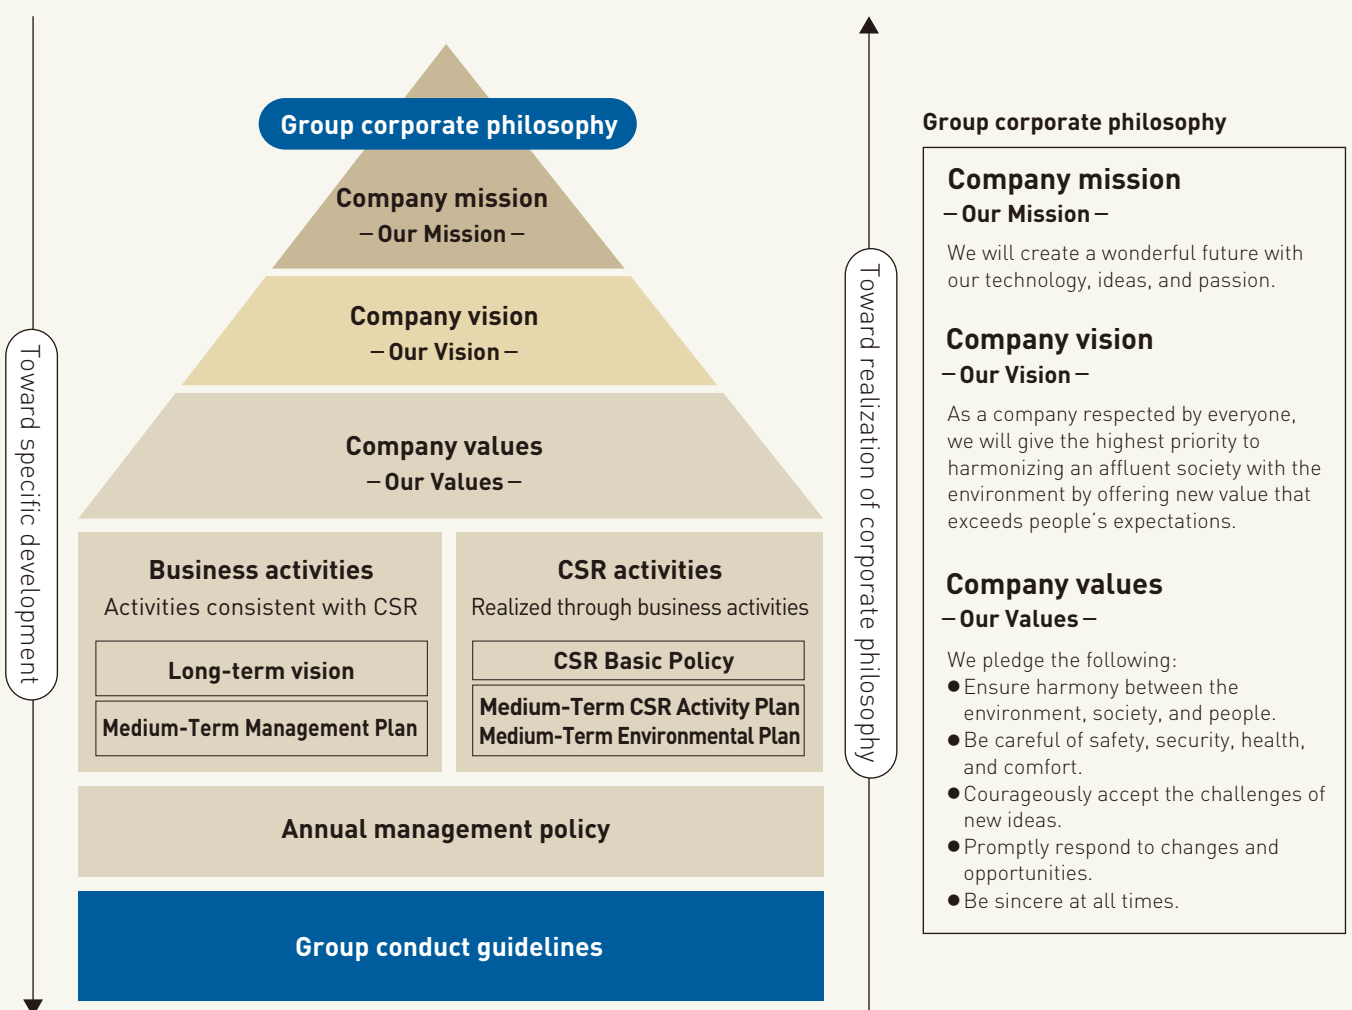 Toward specific development
Group corporate philosophy
Company mission
– Our Mission –
Company vision
– Our Vision –
Company values
– Our Values –
Business activities
Activities consistent with CSR
Long-term vision
Medium-Term Management Plan
CSR activities
Realized through business activities
CSR Basic Policy
Medium-Term CSR Activity Plan
Medium-Term Environmental Plan
Annual management policy
Group conduct guidelines
Toward realization of corporate philosophy
Group corporate philosophy
Company mission
– Our Mission –
We will create a wonderful future with
our technology, ideas, and passion.
Company vision
– Our Vision –
As a company respected by everyone,
we will give the highest priority to
harmonizing an affluent society with the
environment by offering new value that
exceeds people's expectations.
Company values
– Our Values –
We pledge the following:
● Ensure harmony between the
environment, society, and people.
● Be careful of safety, security, health,
and comfort.
● Courageously accept the challenges of
new ideas.
● Promptly respond to changes and
opportunities.
● Be sincere at all times.